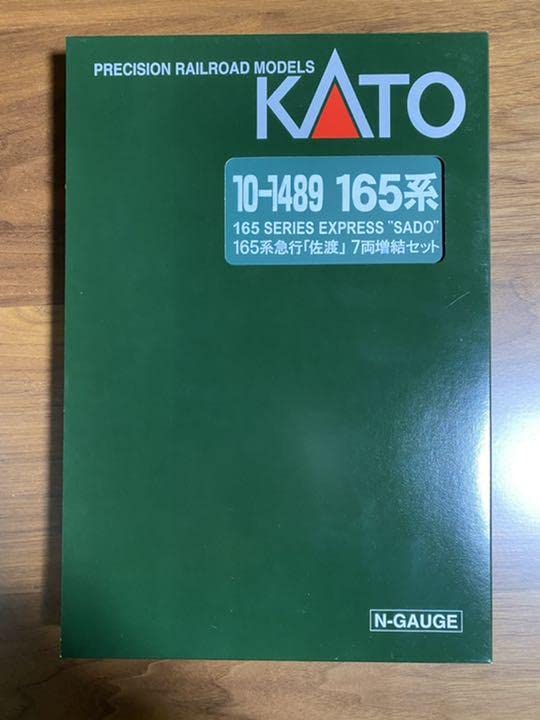 PRECISION RAILROAD MODELS
KATO
10-1489 165系
165 SERIES EXPRESS "SADO"
165系急行「佐渡」 7両増結セット
N-GAUGE